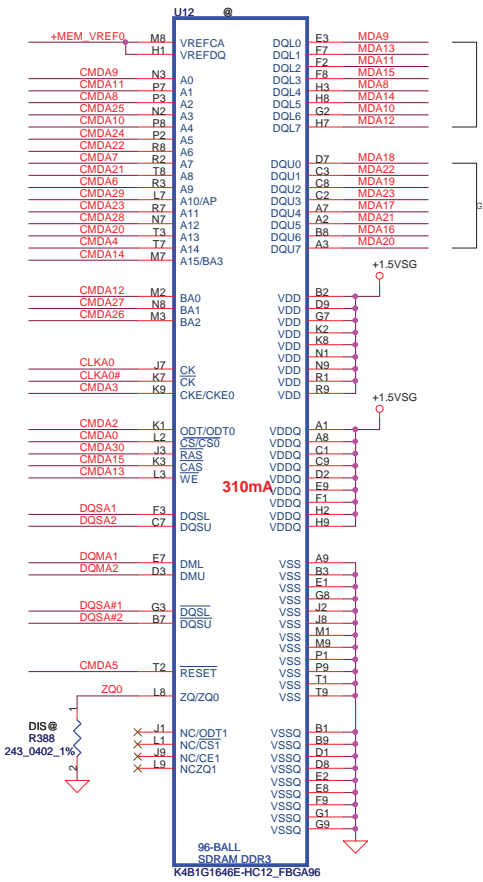 U12 @
+MEM_VREF0 M8 VREFCA DQL0 E3 MDA9
H1 VREFDQ DQL1 F7 MDA13
DQL2 F2 MDA11
CMDA9 N3 A0 DQL3 F8 MDA15
CMDA11 P7 A1 DQL4 H3 MDA8
CMDA8 P3 A2 DQL5 H8 MDA14
CMDA25 N2 A3 DQL6 G2 MDA10
CMDA10 P8 A4 DQL7 H7 MDA12
CMDA24 P2 A5
CMDA22 R8 A6
CMDA7 R2 A7 DQU0 D7 MDA18
CMDA21 T8 A8 DQU1 C3 MDA22
CMDA6 R3 A9 DQU2 C8 MDA19
CMDA29 L7 A10/AP DQU3 C2 MDA23
CMDA23 R7 A11 DQU4 A7 MDA17
CMDA28 N7 A12 DQU5 A2 MDA21
CMDA20 T3 A13 DQU6 B8 MDA16
CMDA4 T7 A14 DQU7 A3 MDA20
CMDA14 M7 A15/BA3
+1.5VSG
CMDA12 M2 BA0 VDD B2
CMDA27 N8 BA1 VDD D9
CMDA26 M3 BA2 VDD G7
VDD K2
VDD K8
VDD N1
CLKA0 J7 CK VDD N9
CLKA0# K7 CK VDD R1
CMDA3 K9 CKE/CKE0 VDD R9
+1.5VSG
CMDA2 K1 ODT/ODT0 VDDQ A1
CMDA0 L2 CS/CS0 VDDQ A8
CMDA30 J3 RAS VDDQ C1
CMDA15 K3 CAS VDDQ C9
CMDA13 L3 WE VDDQ D2
310mA VDDQ E9
VDDQ F1
DQSA1 F3 DQSL VDDQ H2
DQSA2 C7 DQSU VDDQ H9
DQMA1 E7 DML VSS A9
DQMA2 D3 DMU VSS B3
VSS E1
VSS G8
DQSA#1 G3 DQSL VSS J2
DQSA#2 B7 DQSU VSS J8
VSS M1
VSS M9
VSS P1
CMDA5 T2 RESET VSS P9
VSS T1
ZQ0 L8 ZQ/ZQ0 VSS T9
1
DIS@
R388
243_0402_1%
2
J1 NC/ODT1 VSSQ B1
L1 NC/CS1 VSSQ B9
J9 NC/CE1 VSSQ D1
L9 NCZQ1 VSSQ D8
VSSQ E2
VSSQ E8
VSSQ F9
VSSQ G1
VSSQ G9
96-BALL
SDRAM DDR3
K4B1G1646E-HC12_FBGA96